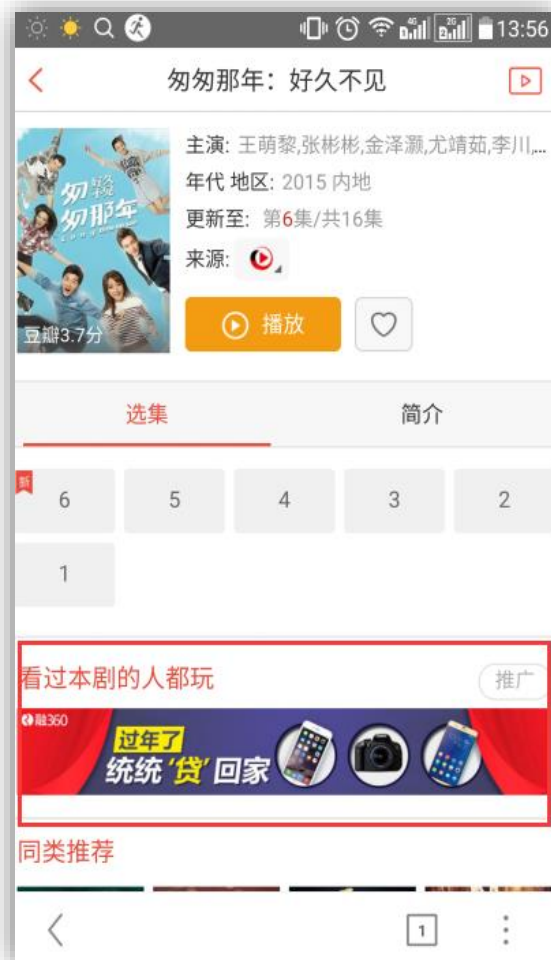 13:56
匆匆那年：好久不见
主演: 王萌黎,张彬彬,金泽灏,尤靖茹,李川,...
年代 地区: 2015 内地
更新至: 第6集/共16集
来源:
匆匆那年
好久不见
豆瓣3.7分
播放
选集
简介
新
6
5
4
3
2
1
看过本剧的人都玩
推广
融360
过年了
统统‘贷’回家
同类推荐
1